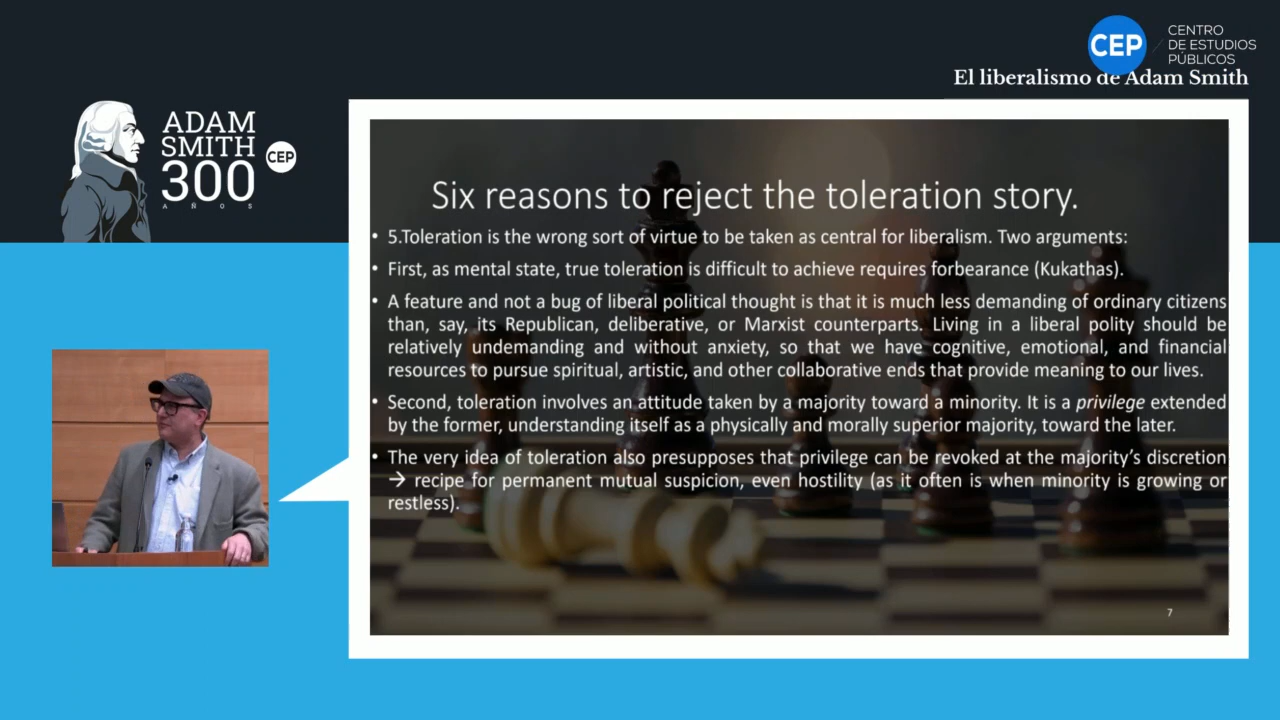 CEP
CENTRO
DE ESTUDIOS
PÚBLICOS
El liberalismo de Adam Smith
ADAM
SMITH
300
AÑOS
CEP
Six reasons to reject the toleration story.
• 5.Toleration is the wrong sort of virtue to be taken as central for liberalism. Two arguments:
• First, as mental state, true toleration is difficult to achieve requires forbearance (Kukathas).
• A feature and not a bug of liberal political thought is that it is much less demanding of ordinary citizens
than, say, its Republican, deliberative, or Marxist counterparts. Living in a liberal polity should be
relatively undemanding and without anxiety, so that we have cognitive, emotional, and financial
resources to pursue spiritual, artistic, and other collaborative ends that provide meaning to our lives.
• Second, toleration involves an attitude taken by a majority toward a minority. It is a privilege extended
by the former, understanding itself as a physically and morally superior majority, toward the later.
• The very idea of toleration also presupposes that privilege can be revoked at the majority's discretion
→ recipe for permanent mutual suspicion, even hostility (as it often is when minority is growing or
restless).
7